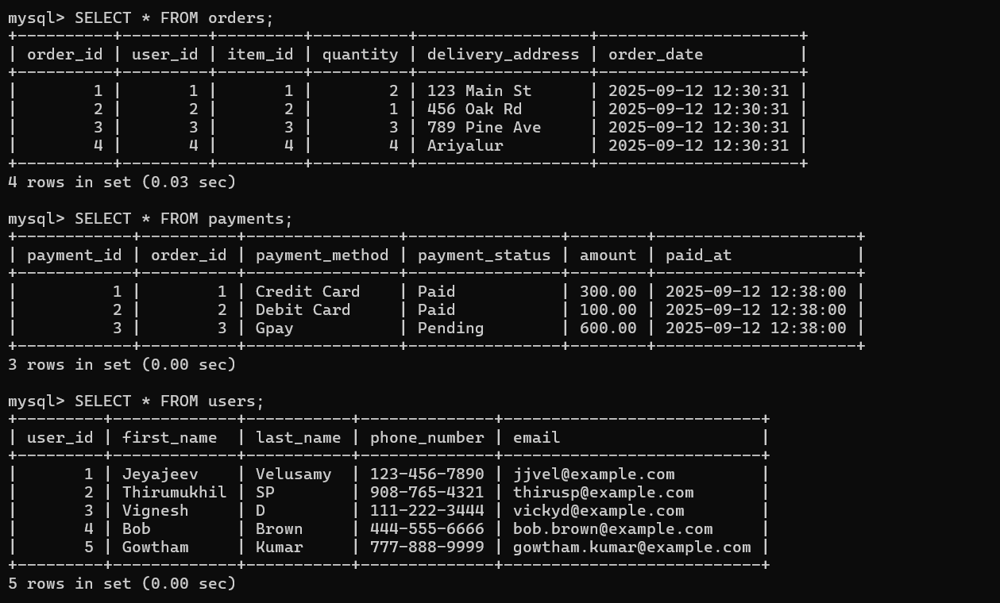 mysql> SELECT * FROM orders;
+----------+---------+---------+----------+------------------+---------------------+
| order_id | user_id | item_id | quantity | delivery_address | order_date          |
+----------+---------+---------+----------+------------------+---------------------+
|        1 |       1 |       1 |        2 | 123 Main St      | 2025-09-12 12:30:31 |
|        2 |       2 |       2 |        1 | 456 Oak Rd       | 2025-09-12 12:30:31 |
|        3 |       3 |       3 |        3 | 789 Pine Ave     | 2025-09-12 12:30:31 |
|        4 |       4 |       4 |        4 | Ariyalur         | 2025-09-12 12:30:31 |
+----------+---------+---------+----------+------------------+---------------------+
4 rows in set (0.03 sec)

mysql> SELECT * FROM payments;
+------------+----------+----------------+----------------+--------+---------------------+
| payment_id | order_id | payment_method | payment_status | amount | paid_at             |
+------------+----------+----------------+----------------+--------+---------------------+
|          1 |        1 | Credit Card    | Paid           | 300.00 | 2025-09-12 12:38:00 |
|          2 |        2 | Debit Card     | Paid           | 100.00 | 2025-09-12 12:38:00 |
|          3 |        3 | Gpay           | Pending        | 600.00 | 2025-09-12 12:38:00 |
+------------+----------+----------------+----------------+--------+---------------------+
3 rows in set (0.00 sec)

mysql> SELECT * FROM users;
+---------+-------------+-----------+--------------+---------------------------+
| user_id | first_name  | last_name | phone_number | email                     |
+---------+-------------+-----------+--------------+---------------------------+
|       1 | Jeyajeev    | Velusamy  | 123-456-7890 | jjvel@example.com         |
|       2 | Thirumukhil | SP        | 908-765-4321 | thirusp@example.com       |
|       3 | Vignesh     | D         | 111-222-3444 | vickyd@example.com        |
|       4 | Bob         | Brown     | 444-555-6666 | bob.brown@example.com     |
|       5 | Gowtham     | Kumar     | 777-888-9999 | gowtham.kumar@example.com |
+---------+-------------+-----------+--------------+---------------------------+
5 rows in set (0.00 sec)